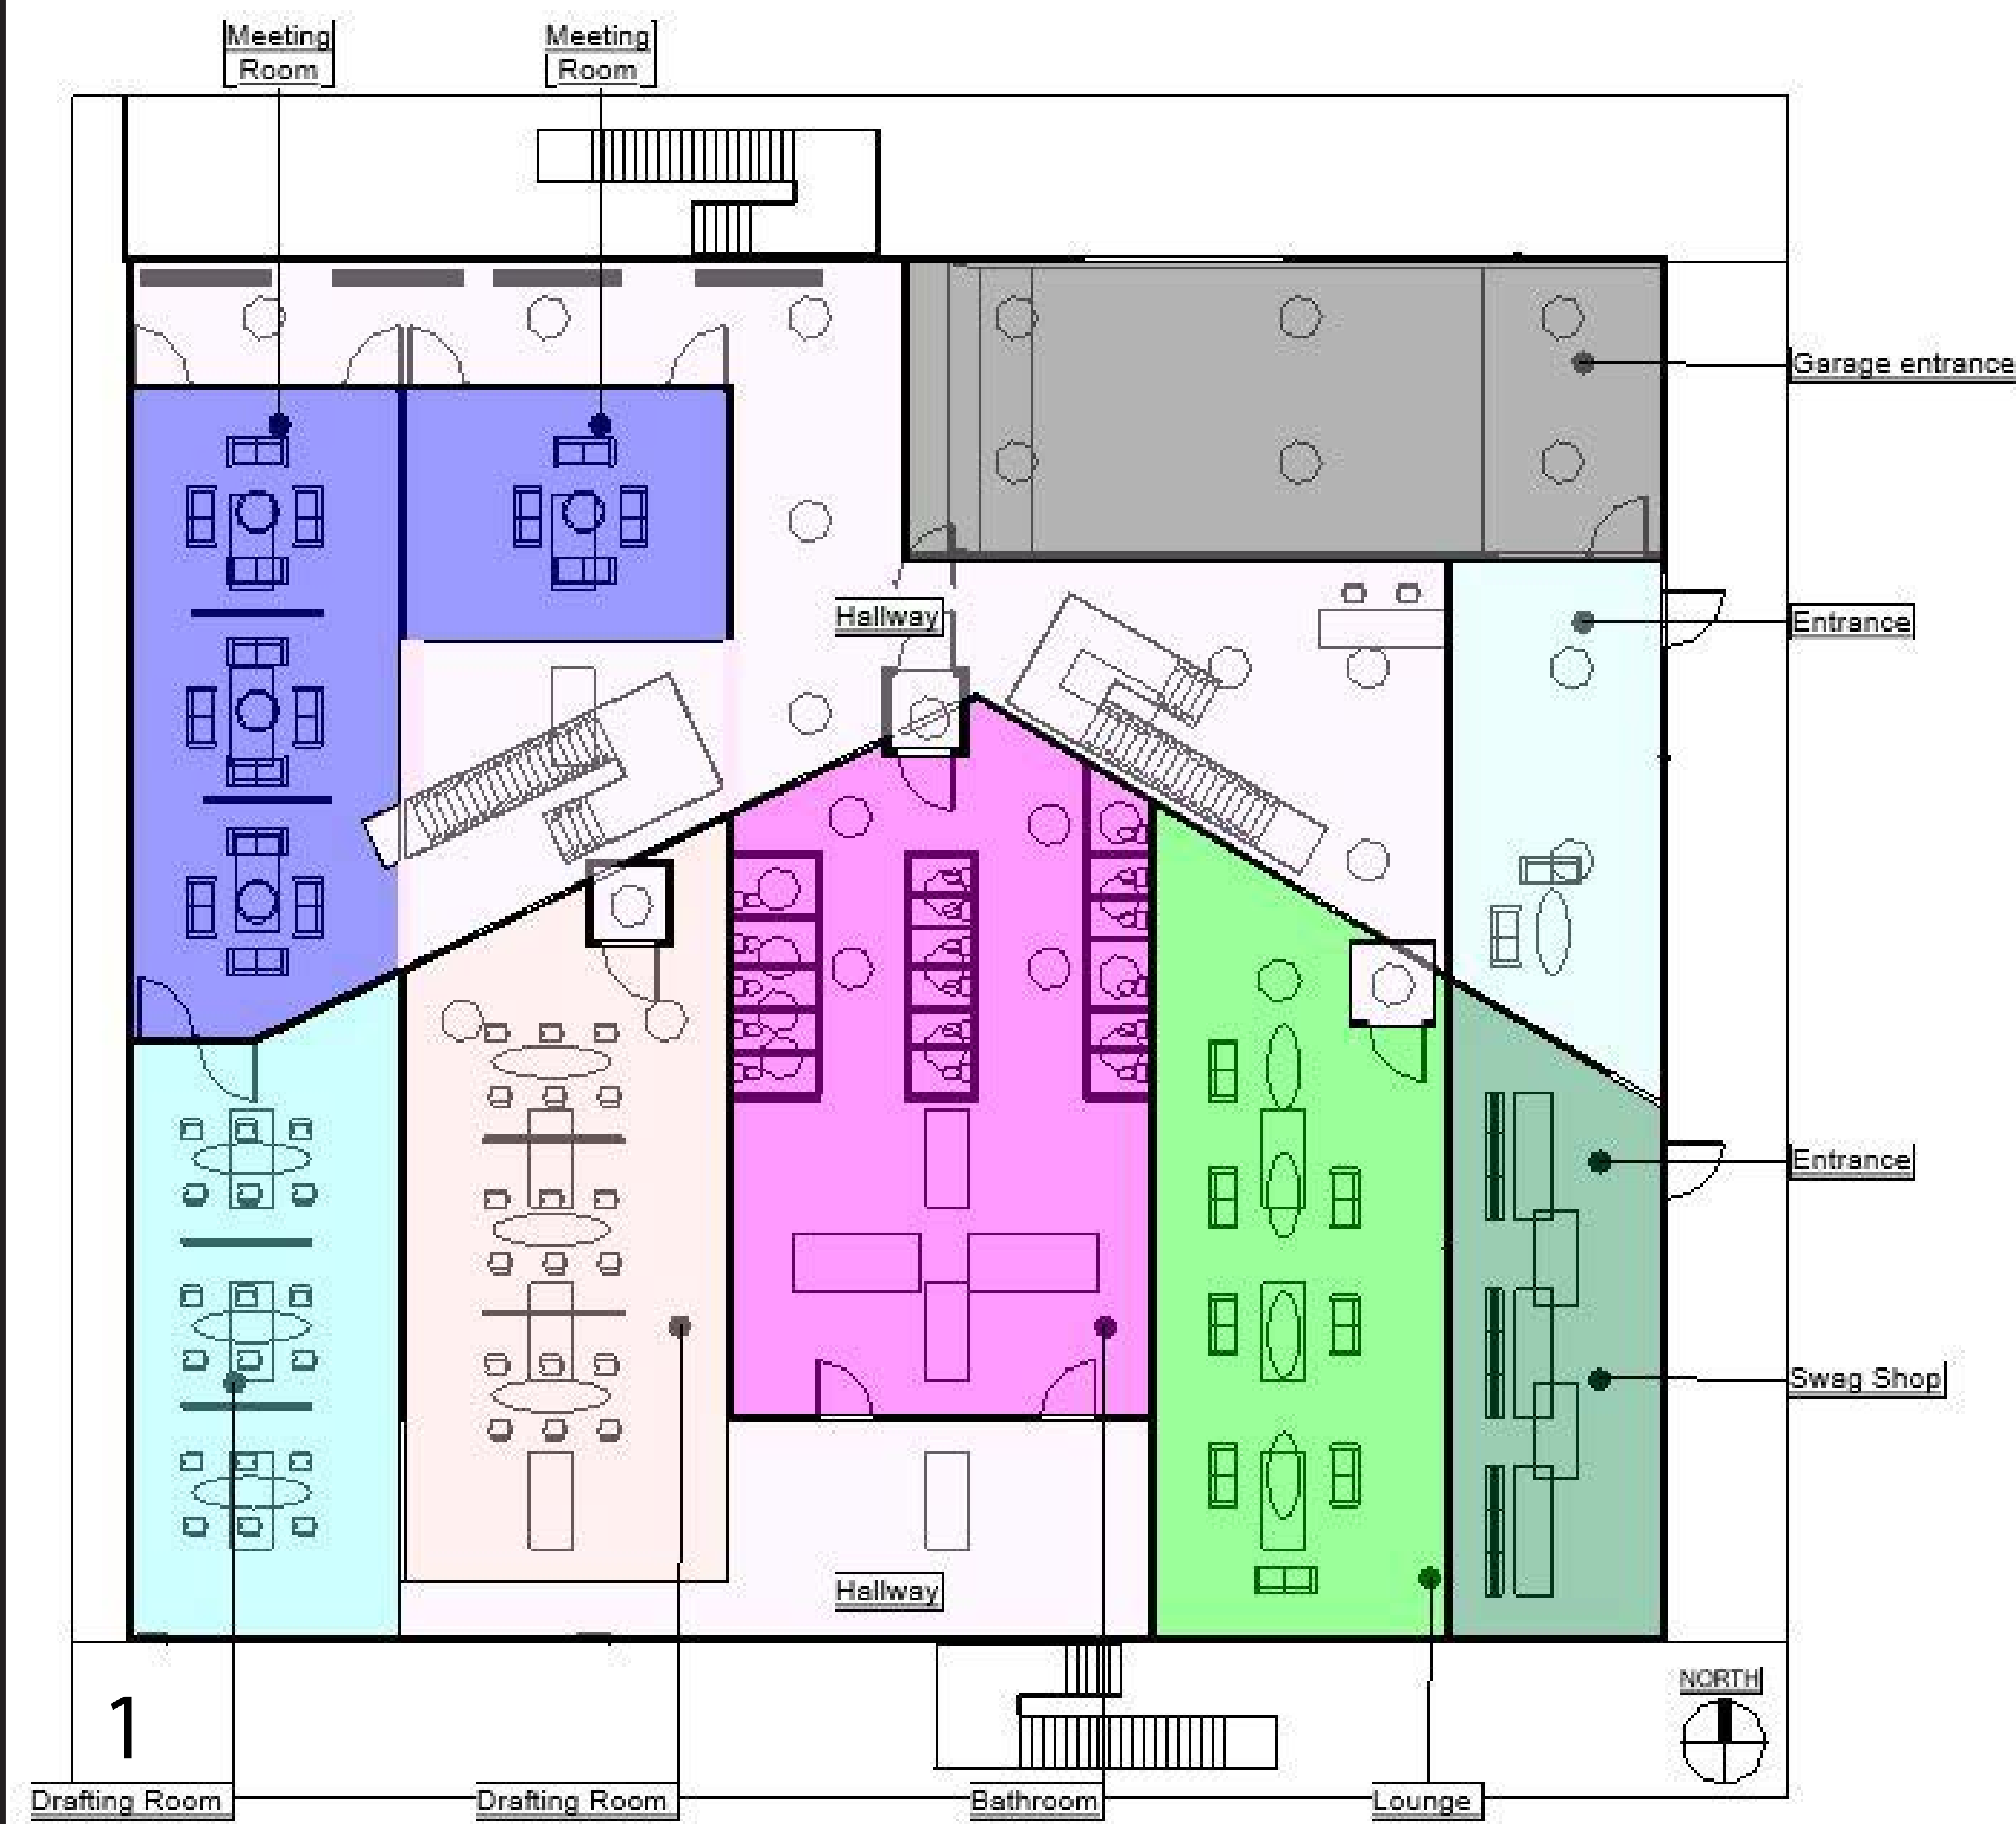 Meeting
Room
Meeting
Room
Garage entrance
Hallway
Entrance
Entrance
Swag Shop
Hallway
NORTH
1
Drafting Room
Drafting Room
Bathroom
Lounge